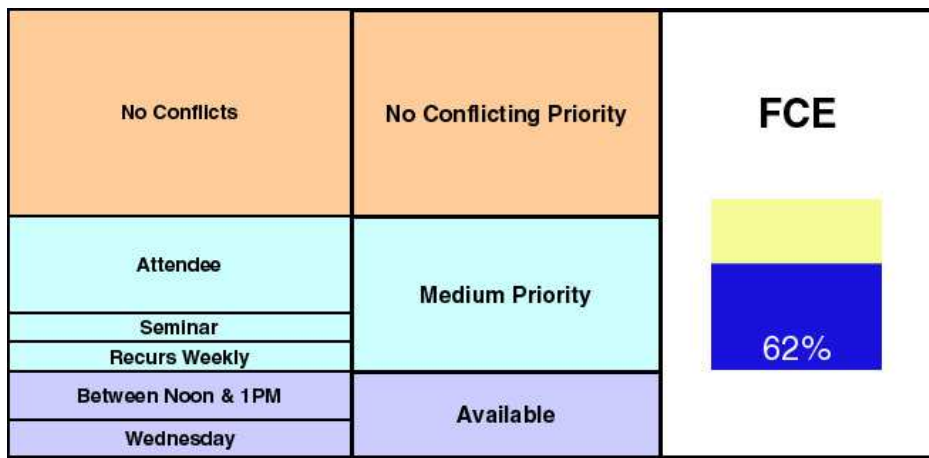 No Conflicts
No Conflicting Priority
FCE
Attendee
Medium Priority
Seminar
Recurs Weekly
62%
Between Noon & 1PM
Available
Wednesday